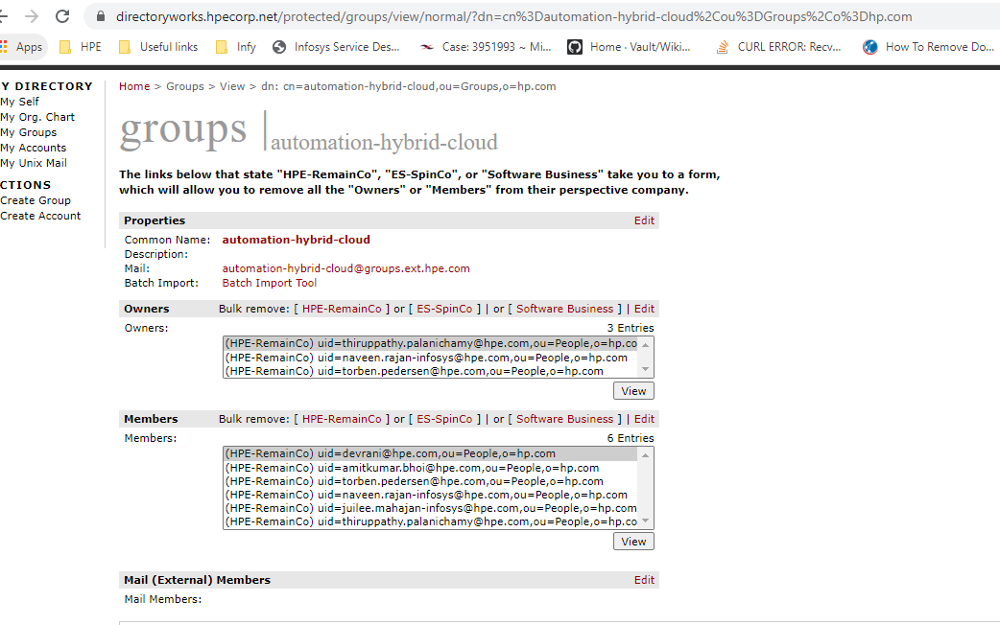 directoryworks.hpecorp.net/protected/groups/view/normal/?dn=cn%3Dautomation-hybrid-cloud%2Cou%3DGroups%2Co%3Dhp.com
Apps HPE Useful links Infy Infosys Service Des... Case: 3951993 ~ Mi... Home · Vault/Wiki... CURL ERROR: Recv... How To Remove Do...
Y DIRECTORY
My Self
My Org. Chart
My Groups
My Accounts
My Unix Mail
CTIONS
Create Group
Create Account
Home > Groups > View > dn: cn=automation-hybrid-cloud,ou=Groups,o=hp.com
groups | automation-hybrid-cloud
The links below that state "HPE-RemainCo", "ES-SpinCo", or "Software Business" take you to a form,
which will allow you to remove all the "Owners" or "Members" from their perspective company.
Properties Edit
Common Name: automation-hybrid-cloud
Description:
Mail: automation-hybrid-cloud@groups.ext.hpe.com
Batch Import: Batch Import Tool
Owners Bulk remove: [ HPE-RemainCo ] or [ ES-SpinCo ] | or [ Software Business ] | Edit
Owners: 3 Entries
(HPE-RemainCo) uid=thiruppathy.palanichamy@hpe.com,ou=People,o=hp.co
(HPE-RemainCo) uid=naveen.rajan-infosys@hpe.com,ou=People,o=hp.com
(HPE-RemainCo) uid=torben.pedersen@hpe.com,ou=People,o=hp.com
View
Members Bulk remove: [ HPE-RemainCo ] or [ ES-SpinCo ] | or [ Software Business ] | Edit
Members: 6 Entries
(HPE-RemainCo) uid=devrani@hpe.com,ou=People,o=hp.com
(HPE-RemainCo) uid=amitkumar.bhoi@hpe.com,ou=People,o=hp.com
(HPE-RemainCo) uid=torben.pedersen@hpe.com,ou=People,o=hp.com
(HPE-RemainCo) uid=naveen.rajan-infosys@hpe.com,ou=People,o=hp.com
(HPE-RemainCo) uid=juilee.mahajan-infosys@hpe.com,ou=People,o=hp.com
(HPE-RemainCo) uid=thiruppathy.palanichamy@hpe.com,ou=People,o=hp.co
View
Mail (External) Members Edit
Mail Members: